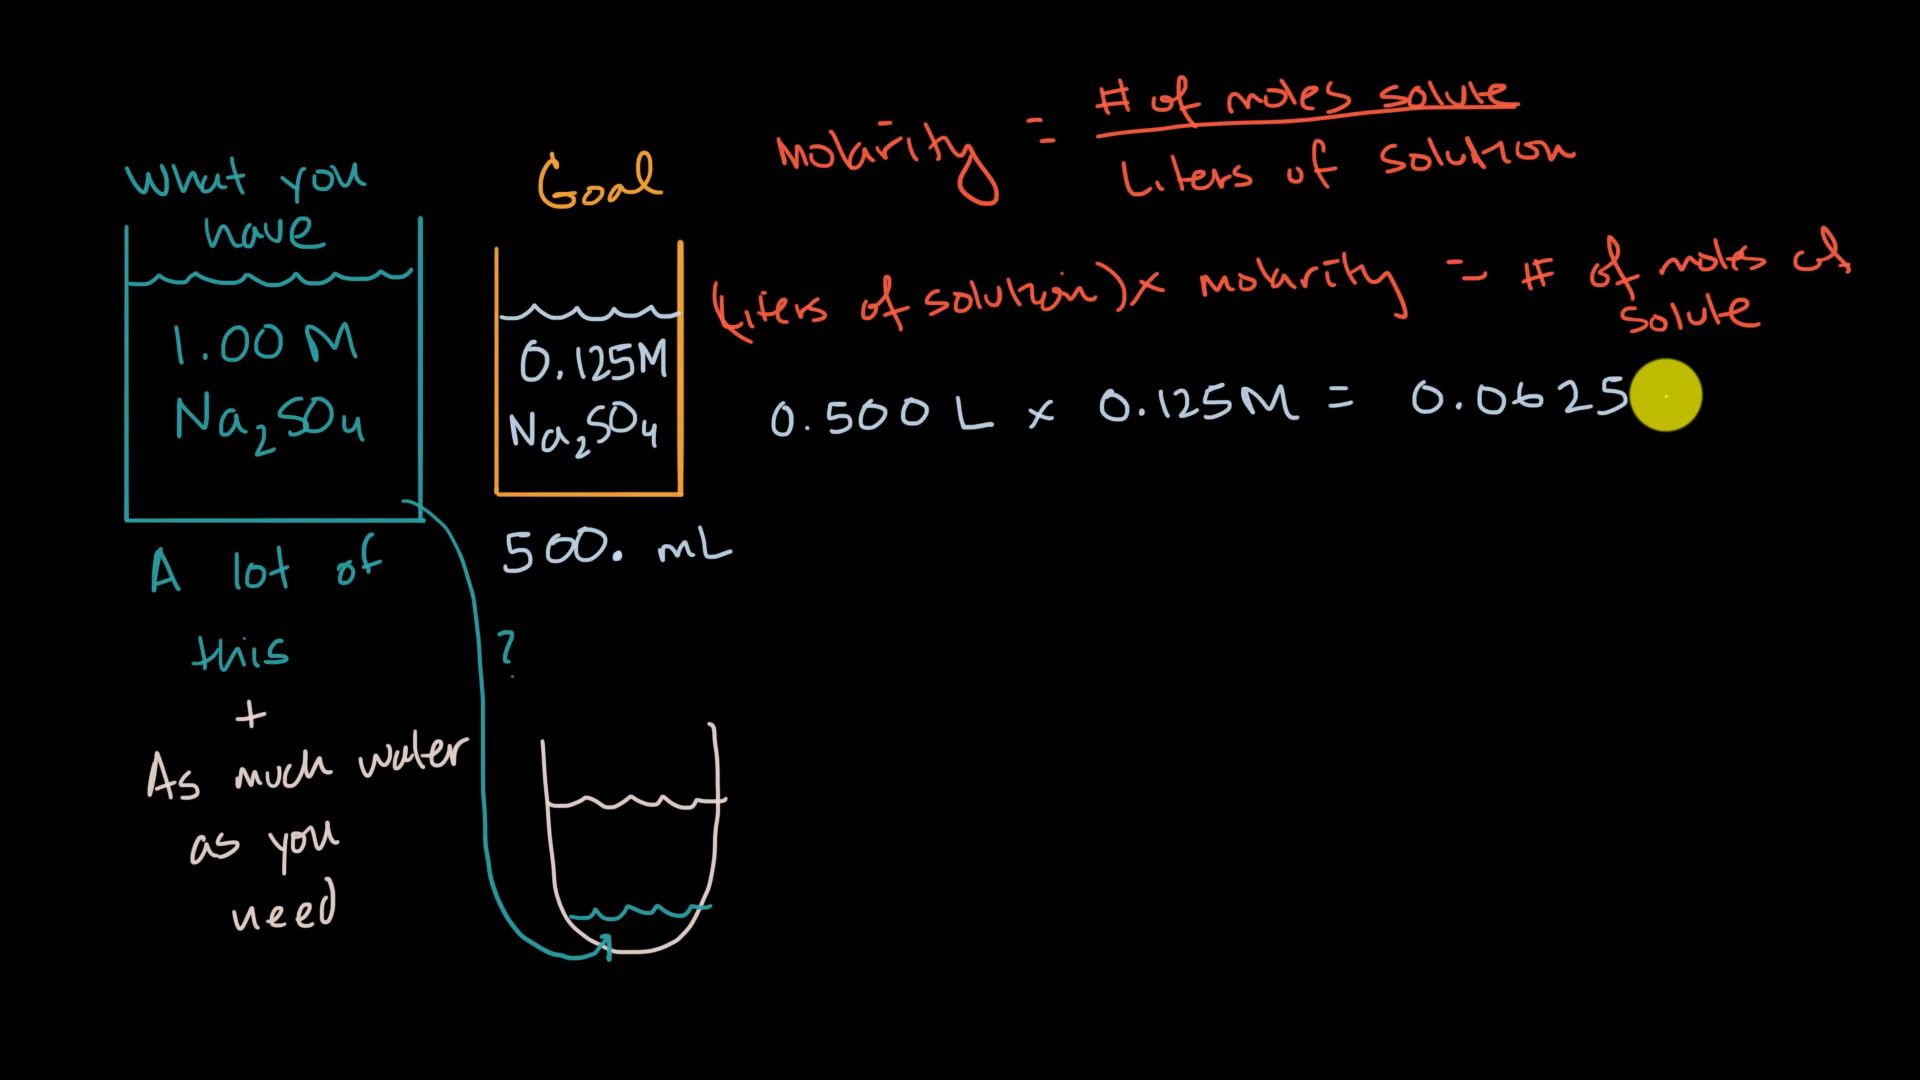 What you
have
1.00 M
Na₂SO₄
A lot of
this
+
As much water
as you
need
Goal
0.125M
Na₂SO₄
500. mL
?
molarity = # of moles solute
Liters of solution
(Liters of solution) x molarity = # of moles of
solute
0.500 L x 0.125M = 0.0625